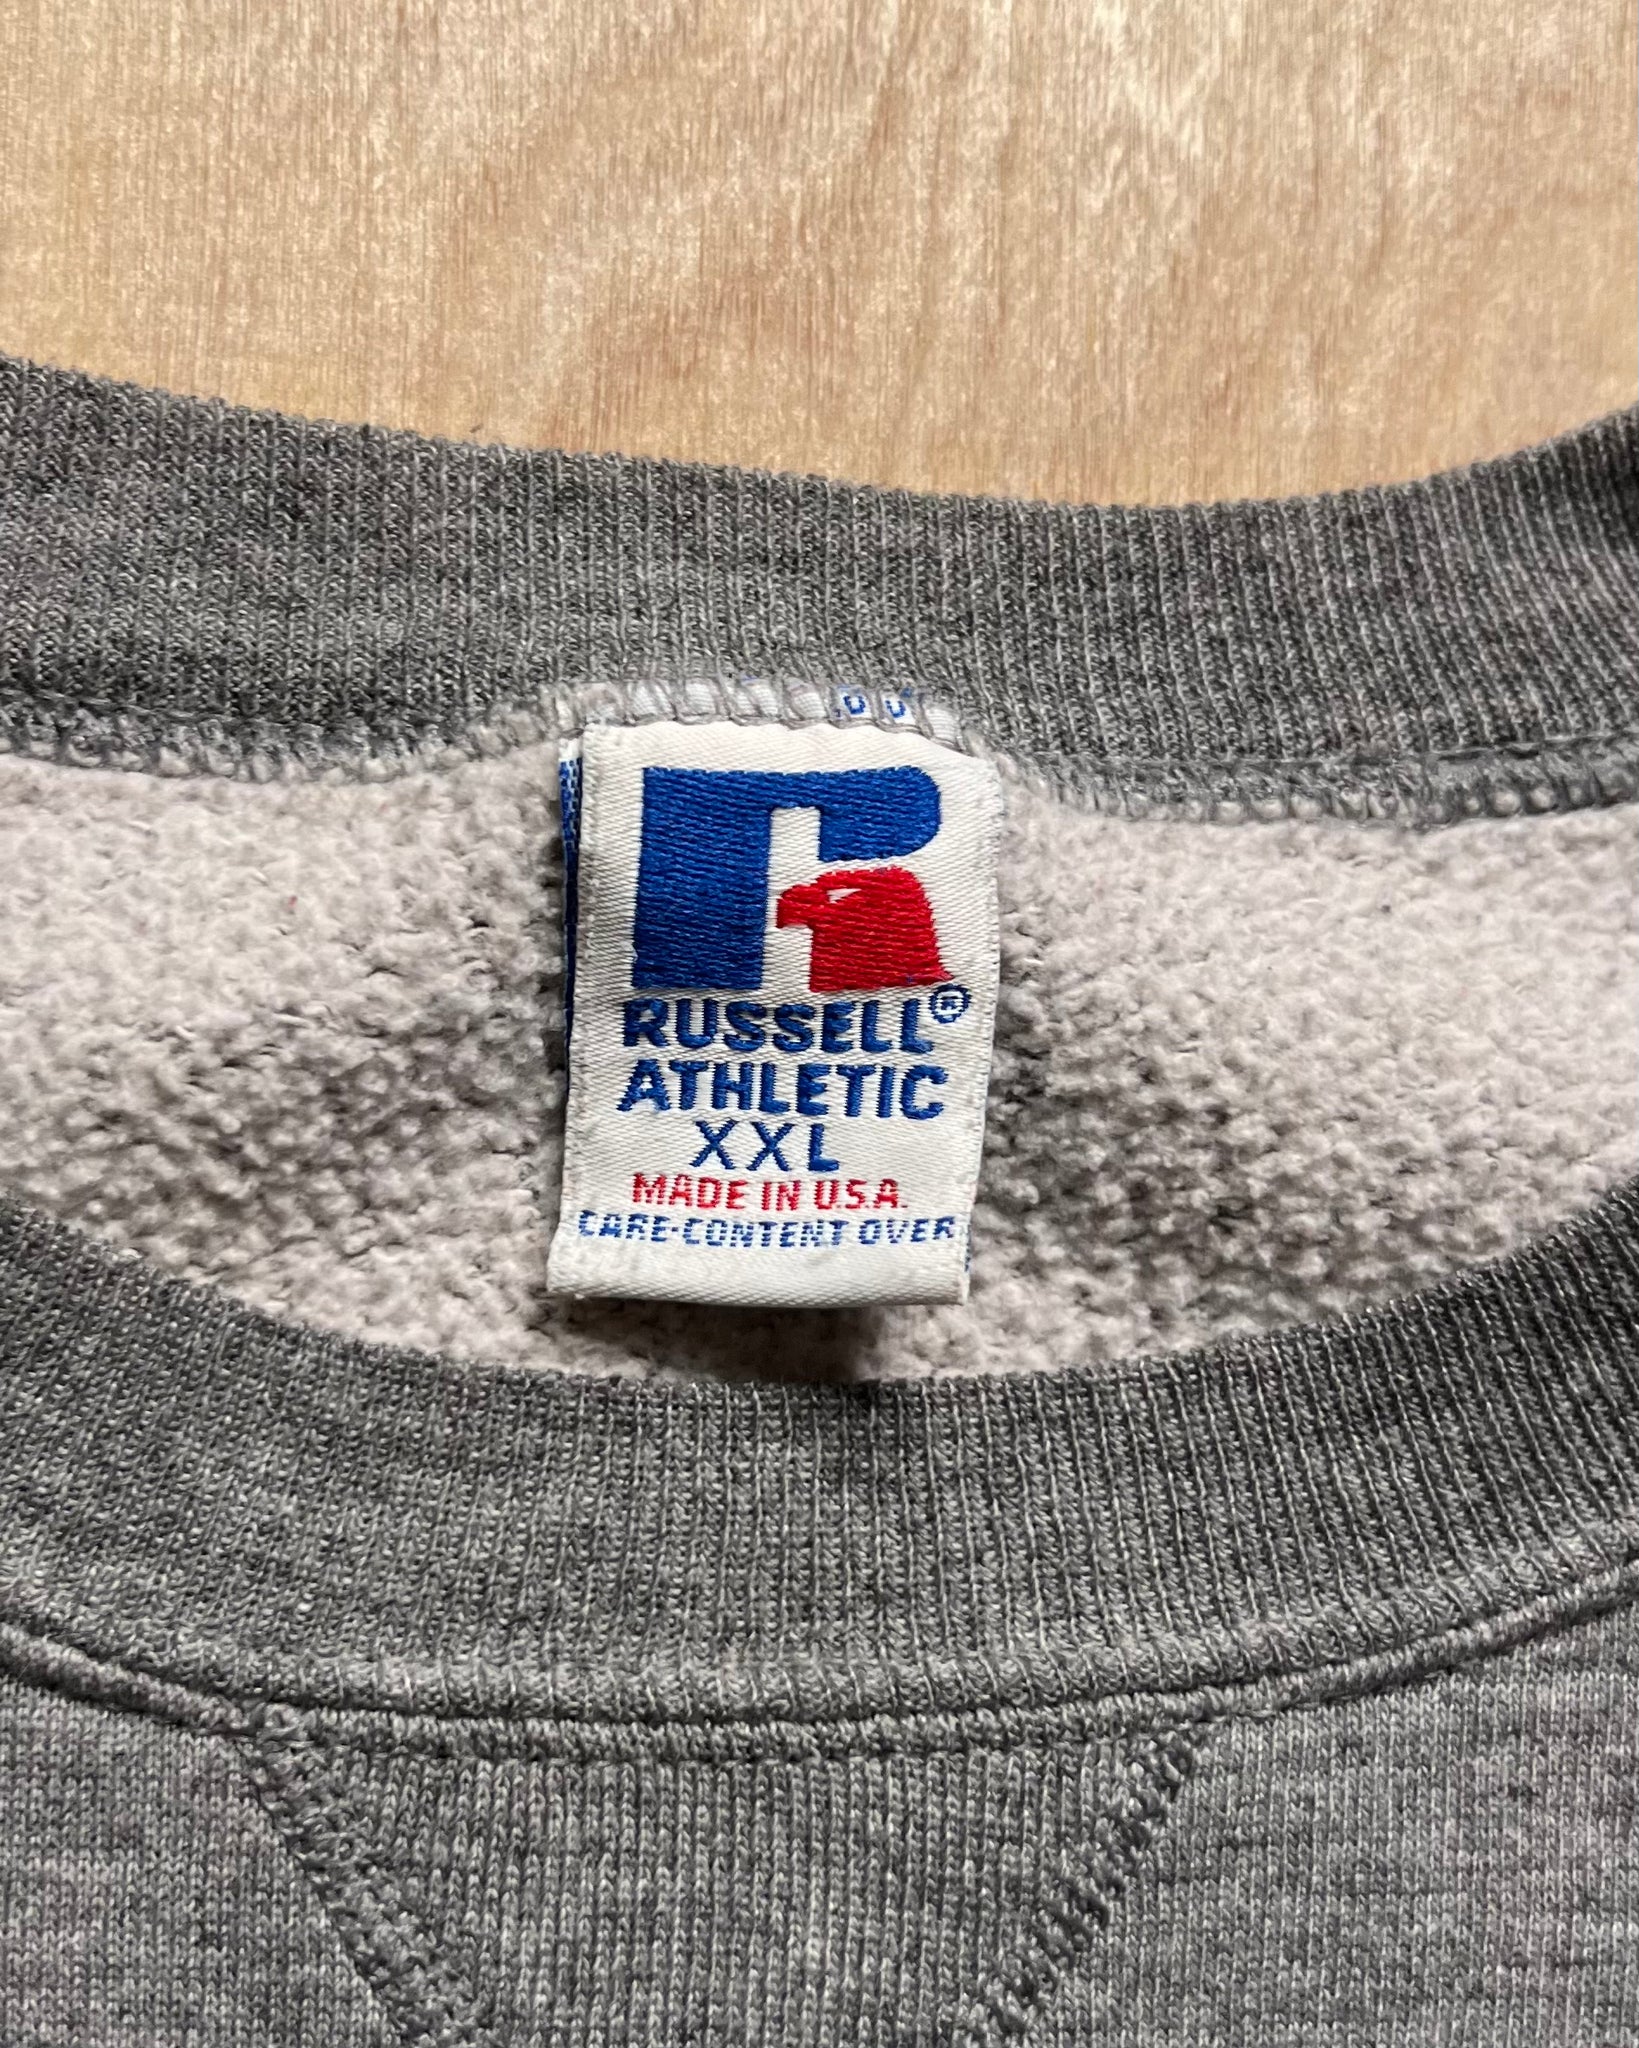 RUSSELL®
ATHLETIC
XXL
MADE IN U.S.A.
CARE-CONTENT OVER